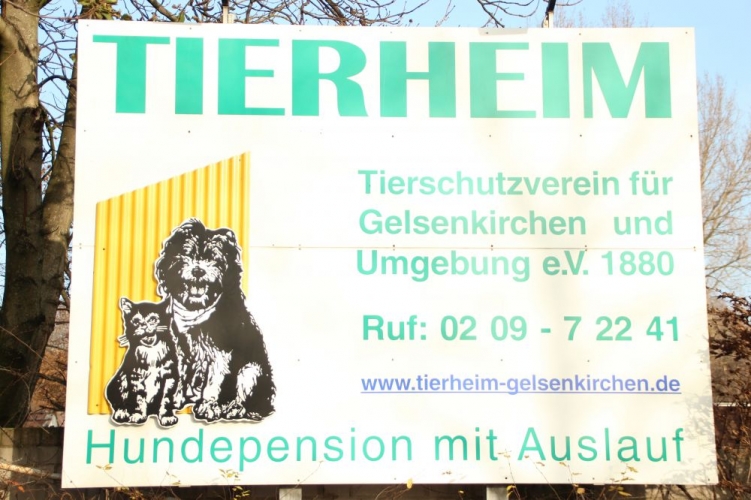 TIERHEIM
Tierschutzverein für
Gelsenkirchen und
Umgebung e.V. 1880
Ruf: 02 09 - 7 22 41
www.tierheim-gelsenkirchen.de
Hundepension mit Auslauf